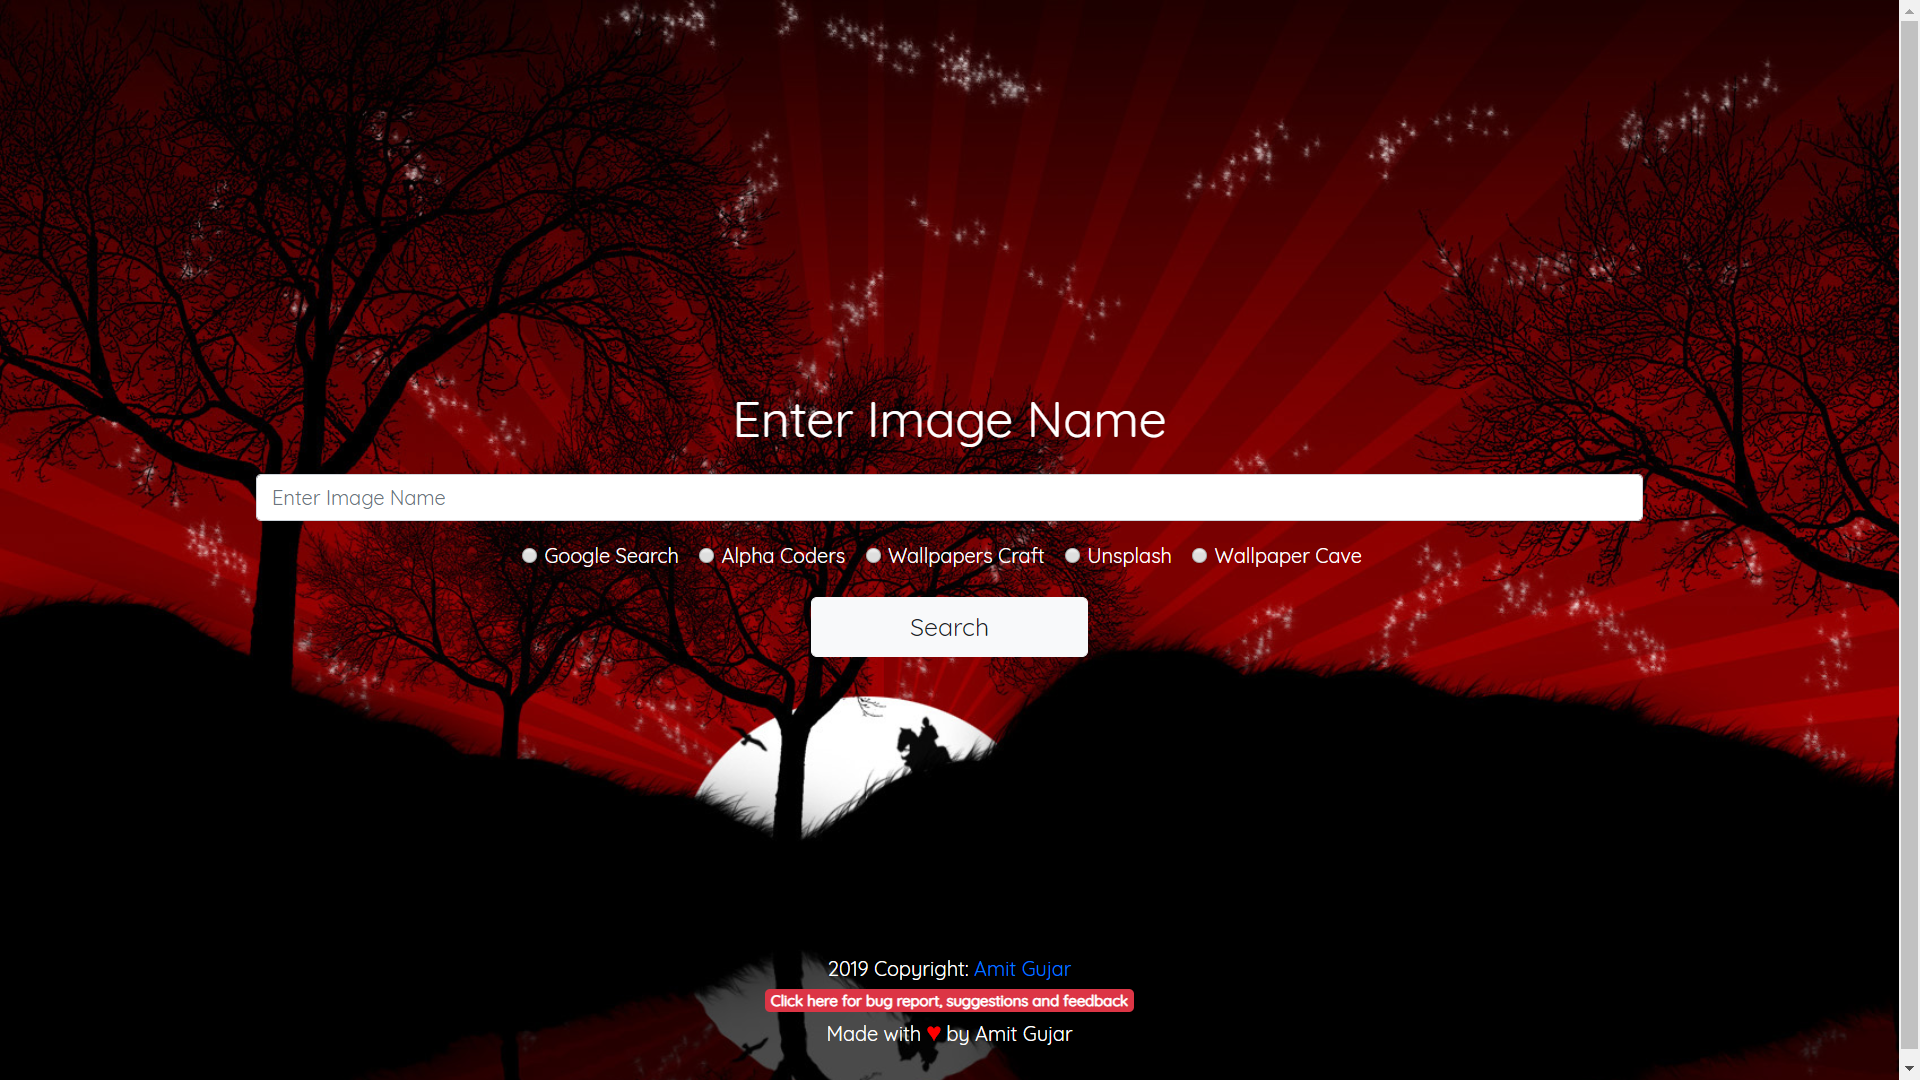 Enter Image Name
Enter Image Name
Google Search Alpha Coders Wallpapers Craft Unsplash Wallpaper Cave
Search
2019 Copyright: Amit Gujar
Click here for bug report, suggestions and feedback
Made with ♥ by Amit Gujar